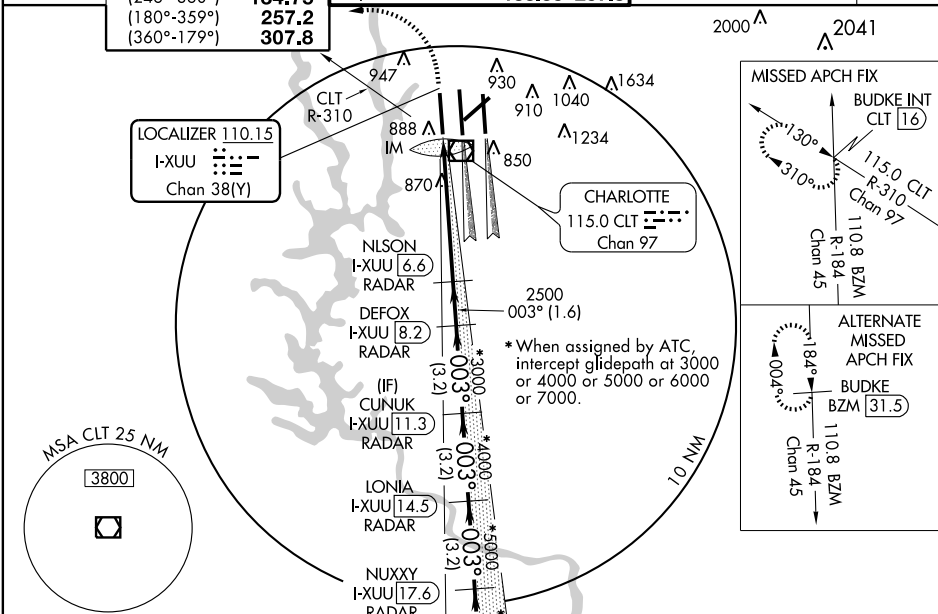 (180°-359°) 257.2
(360°-179°) 307.8
2000
2041
947
930
910
1040
1634
1234
888
850
870
CLT
R-310
IM
LOCALIZER 110.15
I-XUU
Chan 38(Y)
CHARLOTTE
115.0 CLT
Chan 97
NLSON
I-XUU 6.6
RADAR
2500
003° (1.6)
DEFOX
I-XUU 8.2
RADAR
* When assigned by ATC,
intercept glidepath at 3000
or 4000 or 5000 or 6000
or 7000.
003°
(3.2)
*3000
(IF)
CUNUK
I-XUU 11.3
RADAR
003°
(3.2)
*4000
LONIA
I-XUU 14.5
RADAR
003°
(3.2)
*5000
NUXXY
I-XUU 17.6
RADAR
10 NM
MSA CLT 25 NM
3800
MISSED APCH FIX
BUDKE INT
CLT 16
130°
310°
115.0 CLT
R-310
Chan 97
110.8 BZM
R-184
Chan 45
ALTERNATE
MISSED
APCH FIX
184°
004°
BUDKE
BZM 31.5
110.8 BZM
R-184
Chan 45